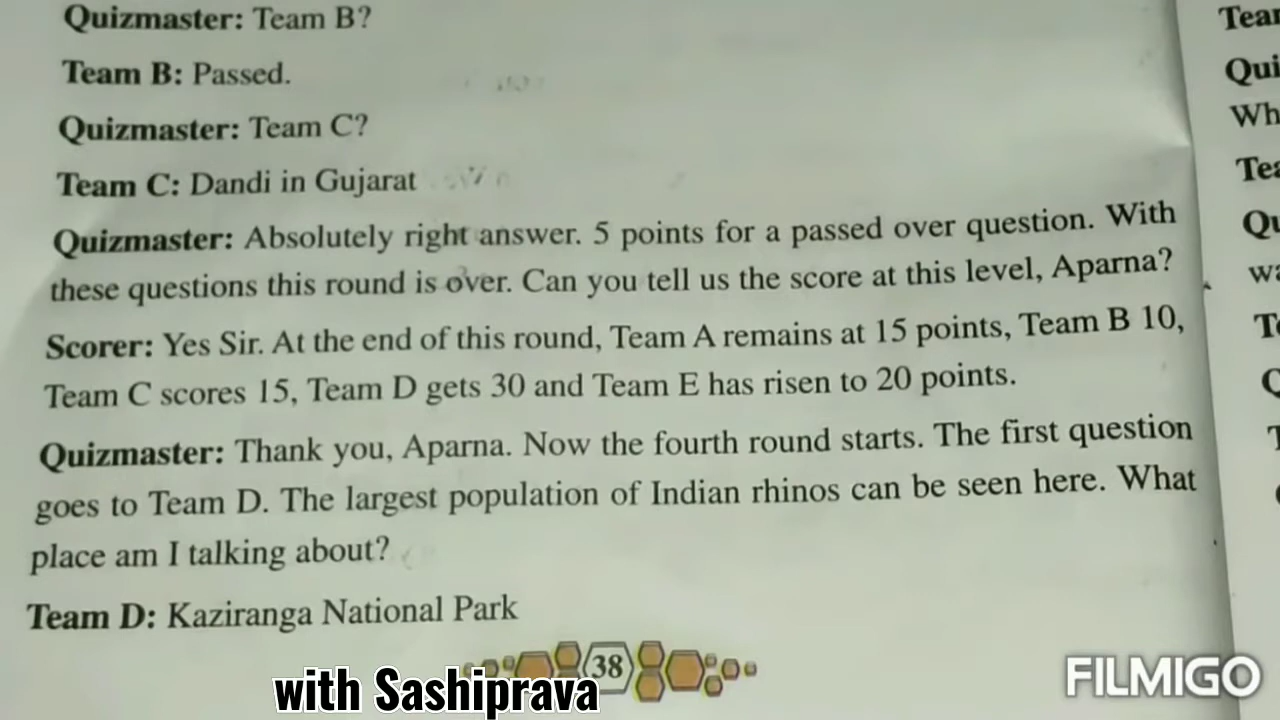 Quizmaster: Team B?
Team B: Passed.
Quizmaster: Team C?
Team C: Dandi in Gujarat
Quizmaster: Absolutely right answer. 5 points for a passed over question. With
these questions this round is over. Can you tell us the score at this level, Aparna?
Scorer: Yes Sir. At the end of this round, Team A remains at 15 points, Team B 10,
Team C scores 15, Team D gets 30 and Team E has risen to 20 points.
Quizmaster: Thank you, Aparna. Now the fourth round starts. The first question
goes to Team D. The largest population of Indian rhinos can be seen here. What
place am I talking about?
Team D: Kaziranga National Park
38
with Sashiprava
FILMIGO